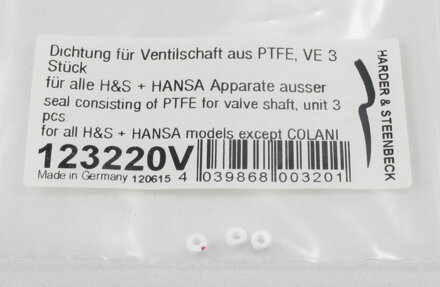 Dichtung für Ventilschaft aus PTFE, VE 3
Stück
für alle H&S + HANSA Apparate ausser
seal consisting of PTFE for valve shaft, unit 3
pcs
for all H&S + HANSA models except COLANI
123220V
Made in Germany 120615
4 039868 003201
HARDER & STEENBECK